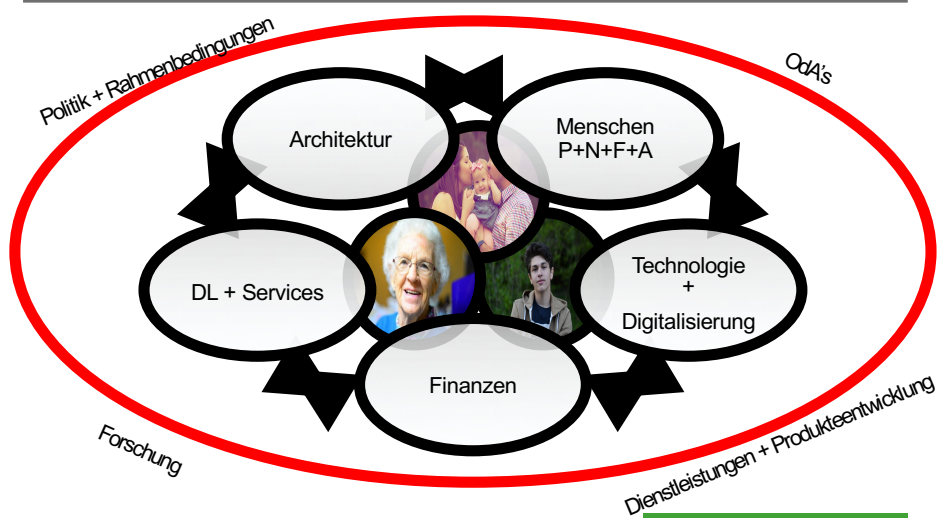 Politik + Rahmenbedingungen
OdA's
Architektur
Menschen
P+N+F+A
DL + Services
Technologie
+
Digitalisierung
Finanzen
Forschung
Dienstleistungen + Produkteentwicklung